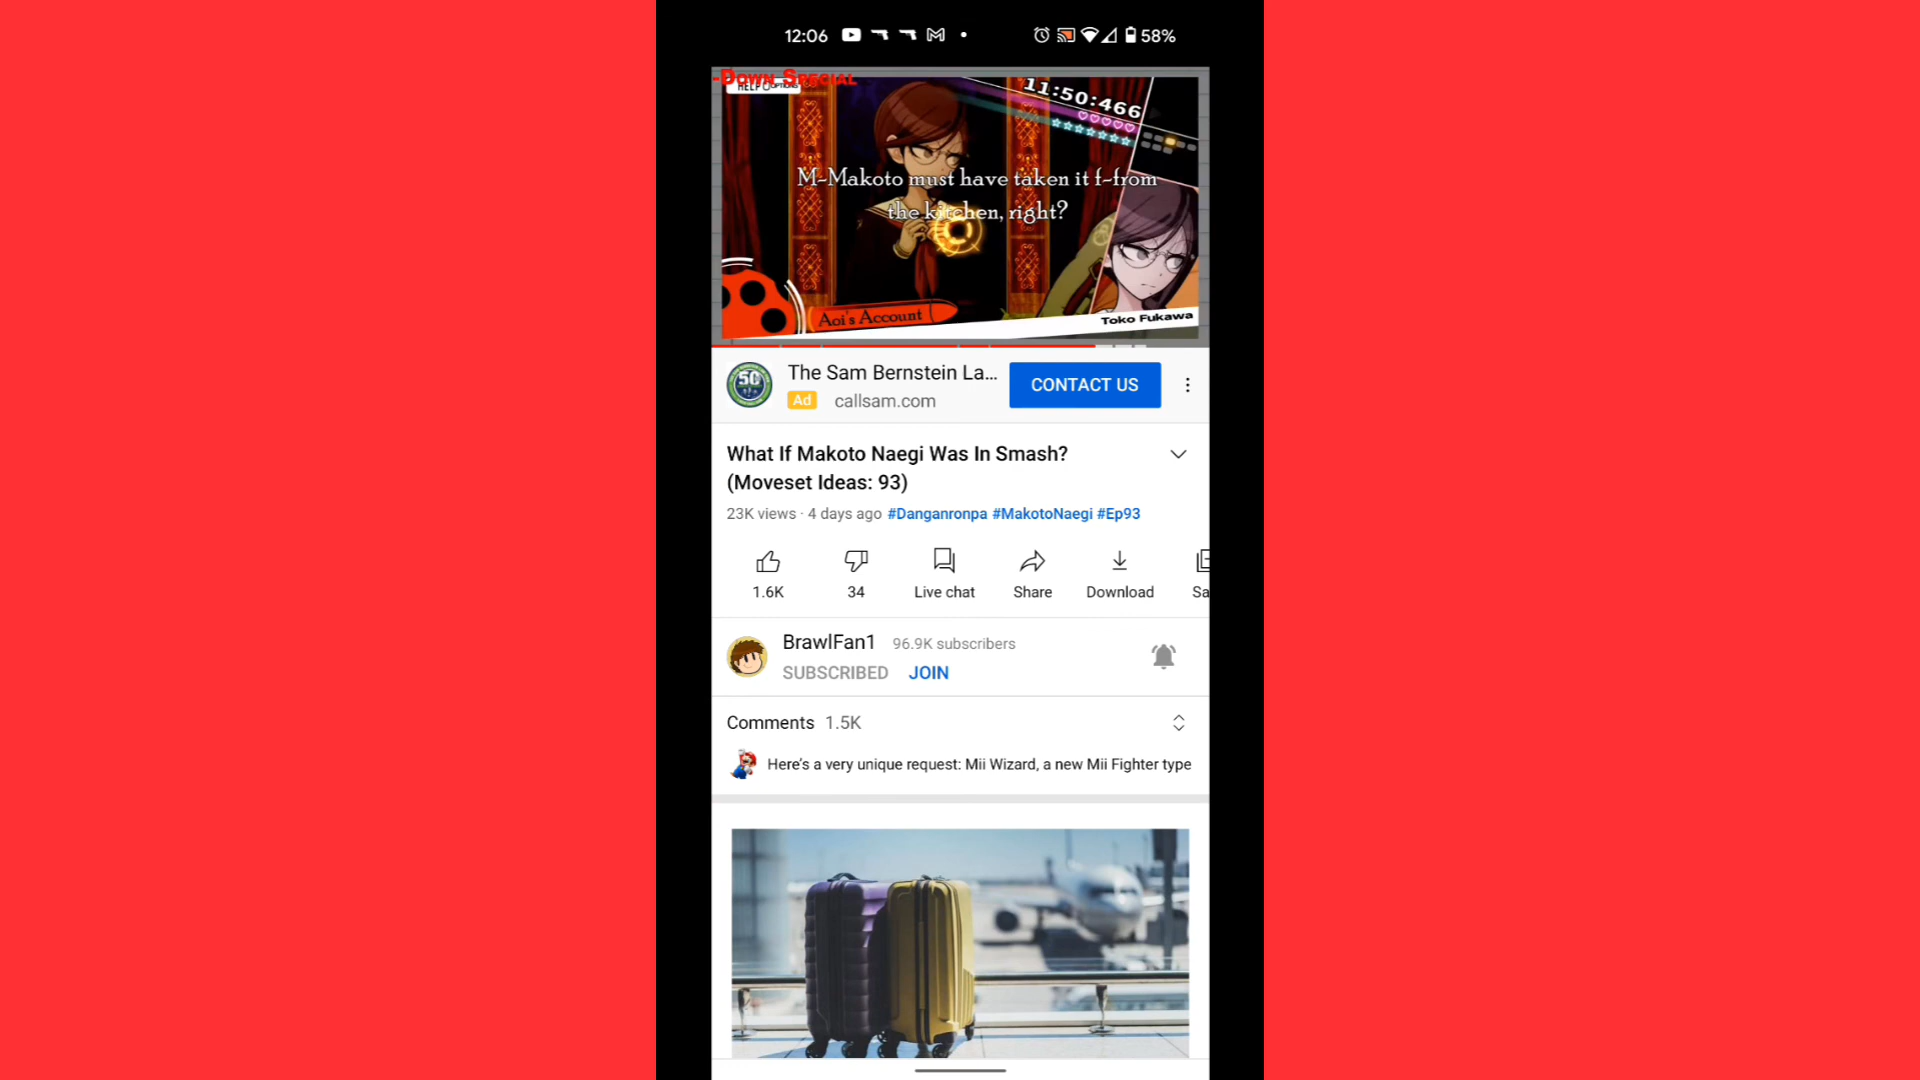 12:06
58%
-Down Special
HELP OPTIONS
11:50:466
M-Makoto must have taken it f-from
the kitchen, right?
Aoi's Account
Toko Fukawa
50
The Sam Bernstein La...
Ad callsam.com
CONTACT US
What If Makoto Naegi Was In Smash?
(Moveset Ideas: 93)
23K views · 4 days ago #Danganronpa #MakotoNaegi #Ep93
1.6K 34 Live chat Share Download Sa
BrawlFan1 96.9K subscribers
SUBSCRIBED JOIN
Comments 1.5K
Here's a very unique request: Mii Wizard, a new Mii Fighter type